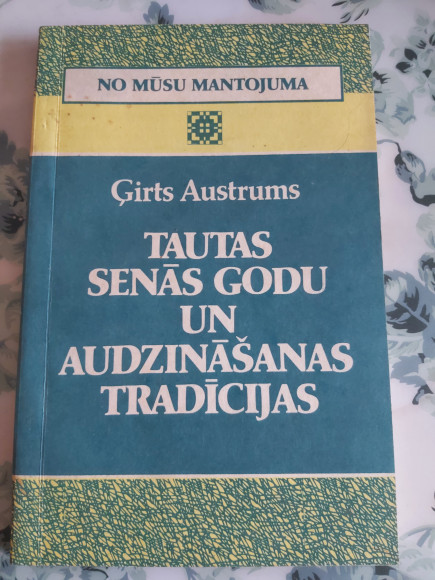 NO MŪSU MANTOJUMA
Ģirts Austrums
TAUTAS
SENĀS GODU
UN
AUDZINĀŠANAS
TRADĪCIJAS